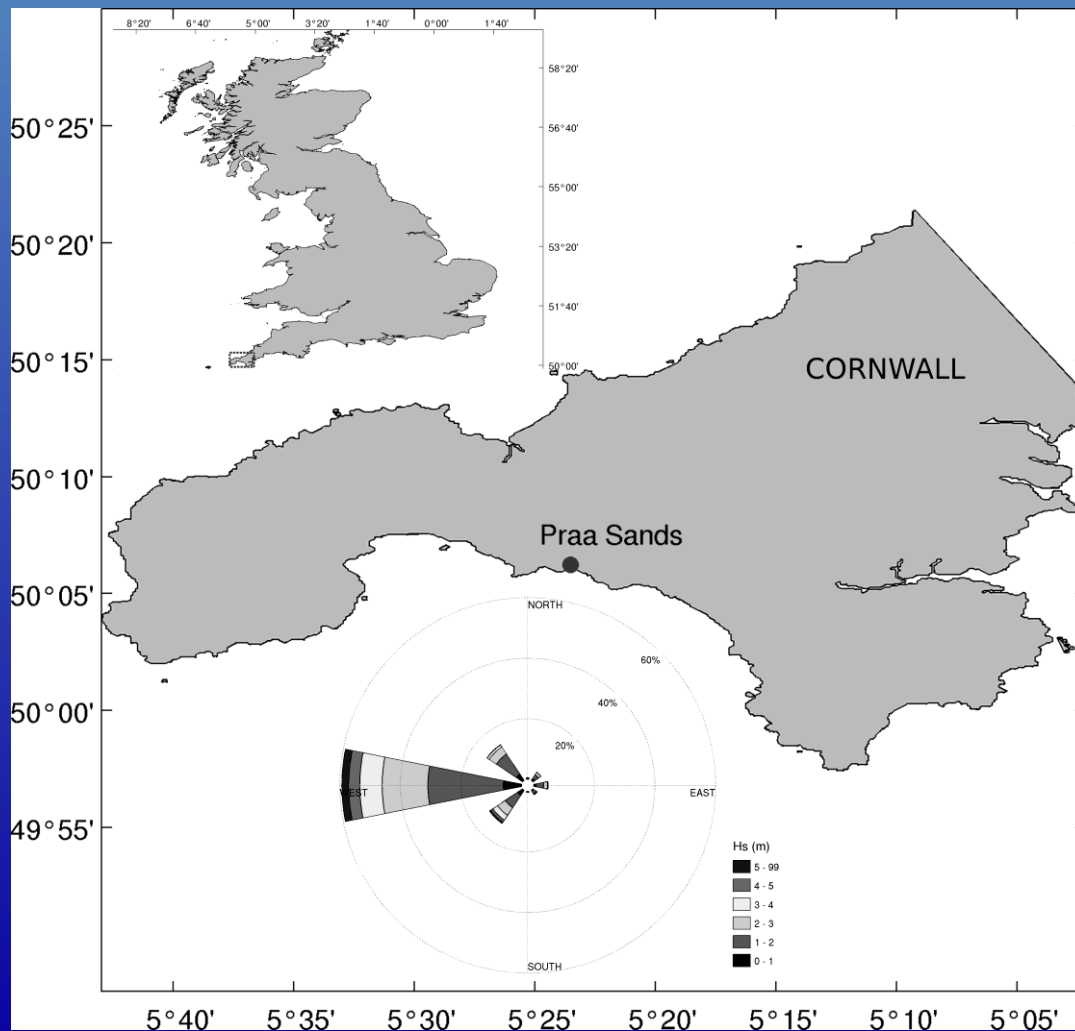 8°20' 6°40' 5°00' 3°20' 1°40' 0°00' 1°40'
58°20'
56°40'
55°00'
53°20'
51°40'
50°00'
50°25'
50°20'
50°15'
50°10'
50°05'
50°00'
49°55'
CORNWALL
Praa Sands
NORTH
60%
40%
20%
WEST
EAST
SOUTH
Hs (m)
5 - 99
4 - 5
3 - 4
2 - 3
1 - 2
0 - 1
5°40' 5°35' 5°30' 5°25' 5°20' 5°15' 5°10' 5°05'